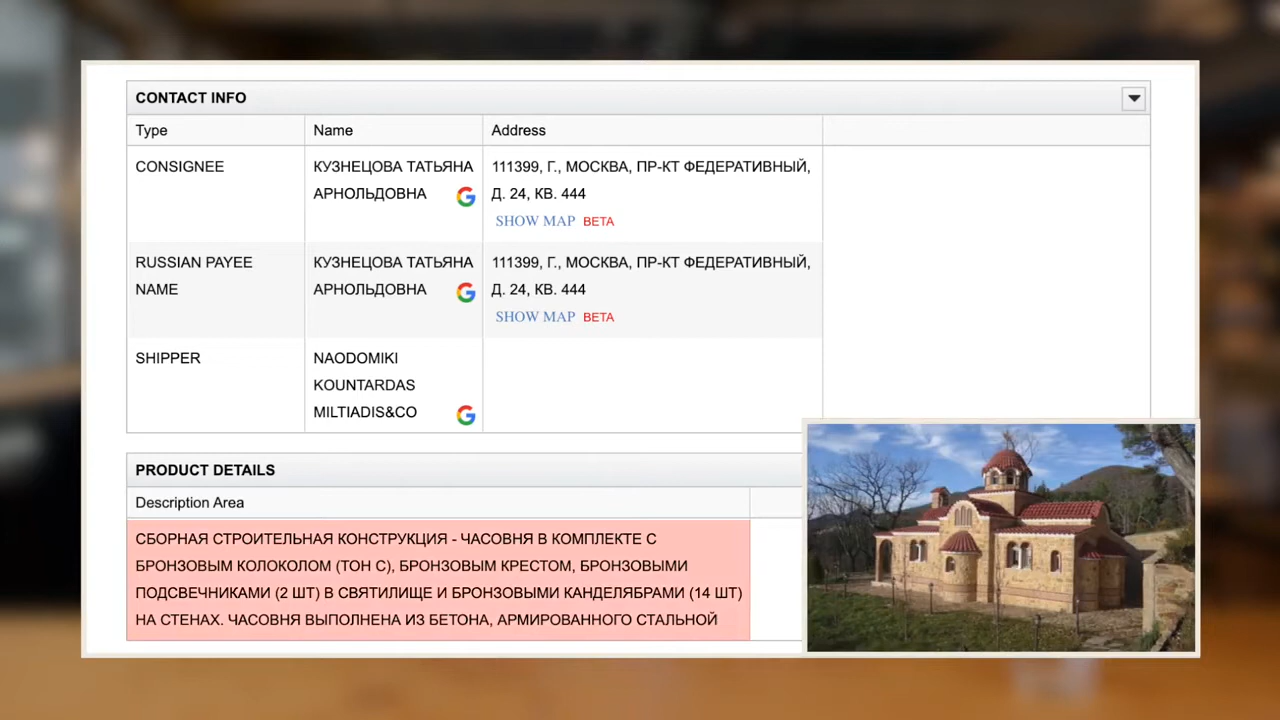 CONTACT INFO
Type Name Address
CONSIGNEE КУЗНЕЦОВА ТАТЬЯНА 111399, Г., МОСКВА, ПР-КТ ФЕДЕРАТИВНЫЙ,
АРНОЛЬДОВНА Д. 24, КВ. 444
SHOW MAP BETA
RUSSIAN PAYEE КУЗНЕЦОВА ТАТЬЯНА 111399, Г., МОСКВА, ПР-КТ ФЕДЕРАТИВНЫЙ,
NAME АРНОЛЬДОВНА Д. 24, КВ. 444
SHOW MAP BETA
SHIPPER NAODOMIKI
KOUNTARDAS
MILTIADIS&CO
PRODUCT DETAILS
Description Area
СБОРНАЯ СТРОИТЕЛЬНАЯ КОНСТРУКЦИЯ - ЧАСОВНЯ В КОМПЛЕКТЕ С
БРОНЗОВЫМ КОЛОКОЛОМ (ТОН С), БРОНЗОВЫМ КРЕСТОМ, БРОНЗОВЫМИ
ПОДСВЕЧНИКАМИ (2 ШТ) В СВЯТИЛИЩЕ И БРОНЗОВЫМИ КАНДЕЛЯБРАМИ (14 ШТ)
НА СТЕНАХ. ЧАСОВНЯ ВЫПОЛНЕНА ИЗ БЕТОНА, АРМИРОВАННОГО СТАЛЬНОЙ